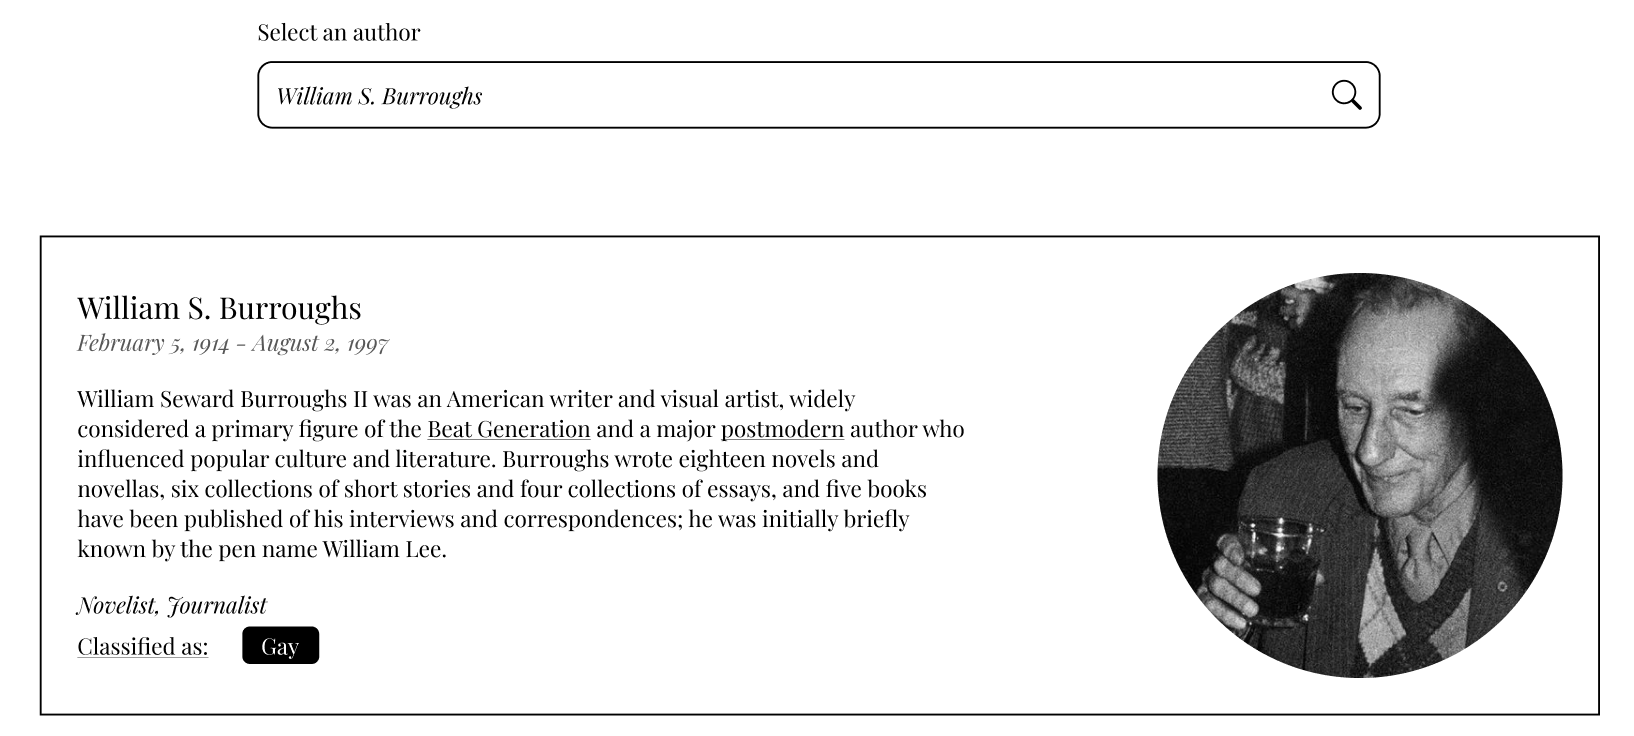 Select an author
William S. Burroughs
William S. Burroughs
February 5, 1914 - August 2, 1997
William Seward Burroughs II was an American writer and visual artist, widely
considered a primary figure of the Beat Generation and a major postmodern author who
influenced popular culture and literature. Burroughs wrote eighteen novels and
novellas, six collections of short stories and four collections of essays, and five books
have been published of his interviews and correspondences; he was initially briefly
known by the pen name William Lee.
Novelist, Journalist
Classified as: Gay